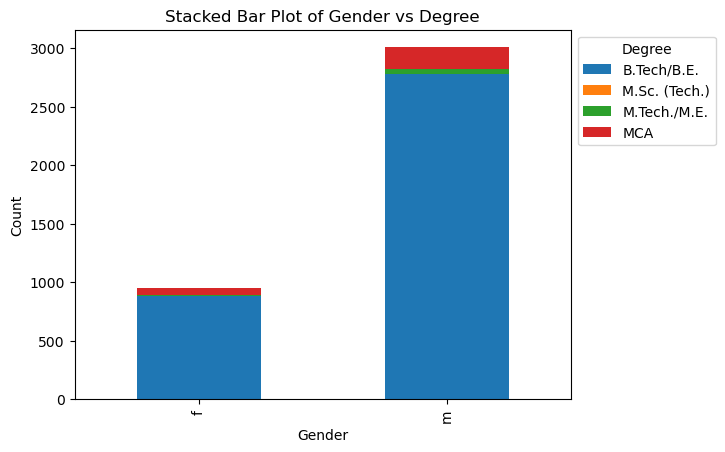 Stacked Bar Plot of Gender vs Degree
3000
2500
2000
1500
1000
500
0
Count
f
m
Gender
Degree
B.Tech/B.E.
M.Sc. (Tech.)
M.Tech./M.E.
MCA